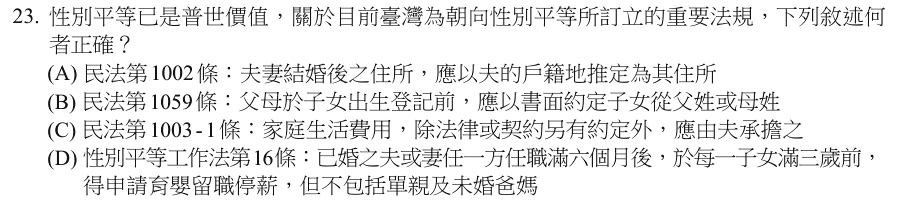 23. 性別平等已是普世價值，關於目前臺灣為朝向性別平等所訂立的重要法規，下列敘述何
者正確？
(A) 民法第1002條：夫妻結婚後之住所，應以夫的戶籍地推定為其住所
(B) 民法第1059條：父母於子女出生登記前，應以書面約定子女從父姓或母姓
(C) 民法第1003-1條：家庭生活費用，除法律或契約另有約定外，應由夫承擔之
(D) 性別平等工作法第16條：已婚之夫或妻任一方任職滿六個月後，於每一子女滿三歲前，
得申請育嬰留職停薪，但不包括單親及未婚爸媽